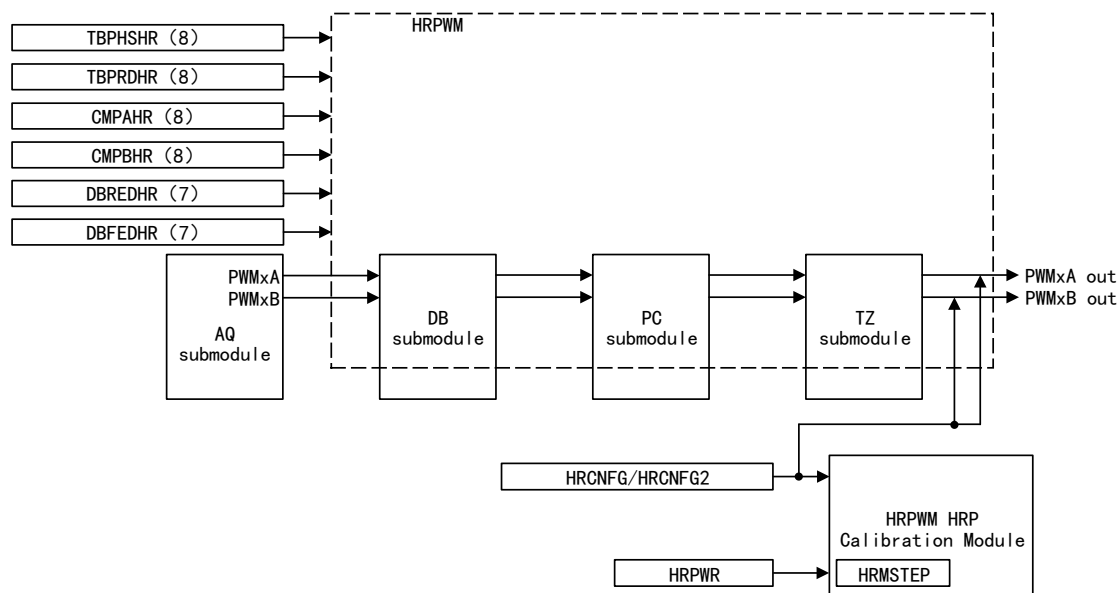 HRPWM
TBPHSHR (8)
TBPRDHR (8)
CMPAHR (8)
CMPBHR (8)
DBREDHR (7)
DBFEDHR (7)
PWMxA
PWMxB
AQ
submodule
DB
submodule
PC
submodule
TZ
submodule
PWMxA out
PWMxB out
HRCNFG/HRCNFG2
HRPWM HRP
Calibration Module
HRPWR
HRMSTEP